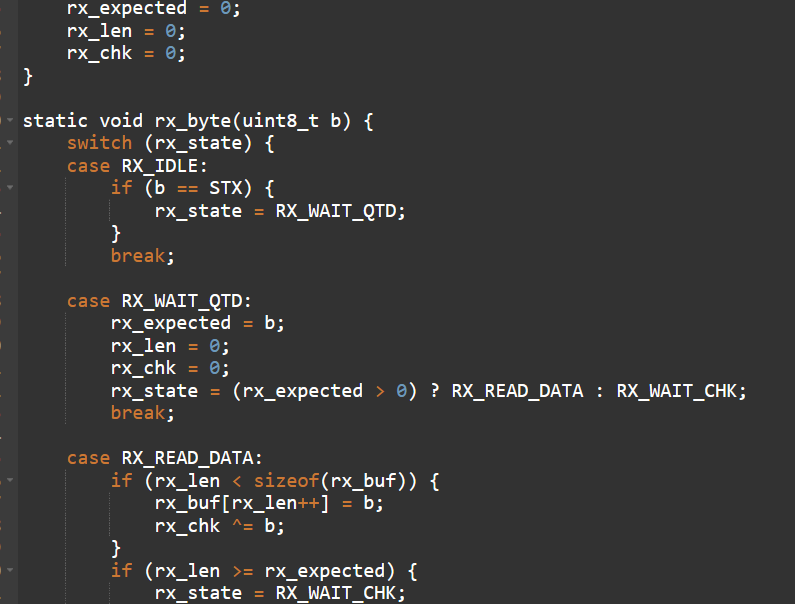 rx_expected = 0;
    rx_len = 0;
    rx_chk = 0;
}
static void rx_byte(uint8_t b) {
    switch (rx_state) {
    case RX_IDLE:
        if (b == STX) {
            rx_state = RX_WAIT_QTD;
        }
        break;
    case RX_WAIT_QTD:
        rx_expected = b;
        rx_len = 0;
        rx_chk = 0;
        rx_state = (rx_expected > 0) ? RX_READ_DATA : RX_WAIT_CHK;
        break;
    case RX_READ_DATA:
        if (rx_len < sizeof(rx_buf)) {
            rx_buf[rx_len++] = b;
            rx_chk ^= b;
        }
        if (rx_len >= rx_expected) {
            rx_state = RX_WAIT_CHK;